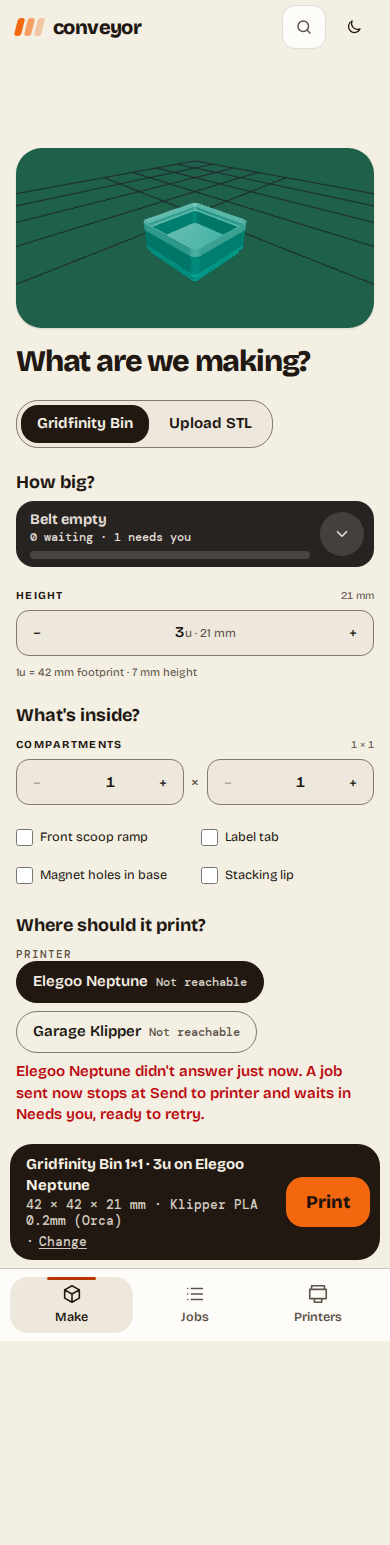 conveyor
What are we making?
Gridfinity Bin
Upload STL
How big?
Belt empty
0 waiting · 1 needs you
HEIGHT
21 mm
−
3u · 21 mm
+
1u = 42 mm footprint · 7 mm height
What's inside?
COMPARTMENTS
1 × 1
− 1 + × − 1 +
Front scoop ramp
Label tab
Magnet holes in base
Stacking lip
Where should it print?
PRINTER
Elegoo Neptune Not reachable
Garage Klipper Not reachable
Elegoo Neptune didn't answer just now. A job
sent now stops at Send to printer and waits in
Needs you, ready to retry.
Gridfinity Bin 1×1 · 3u on Elegoo
Neptune
42 × 42 × 21 mm · Klipper PLA
0.2mm (Orca)
· Change
Print
Make
Jobs
Printers